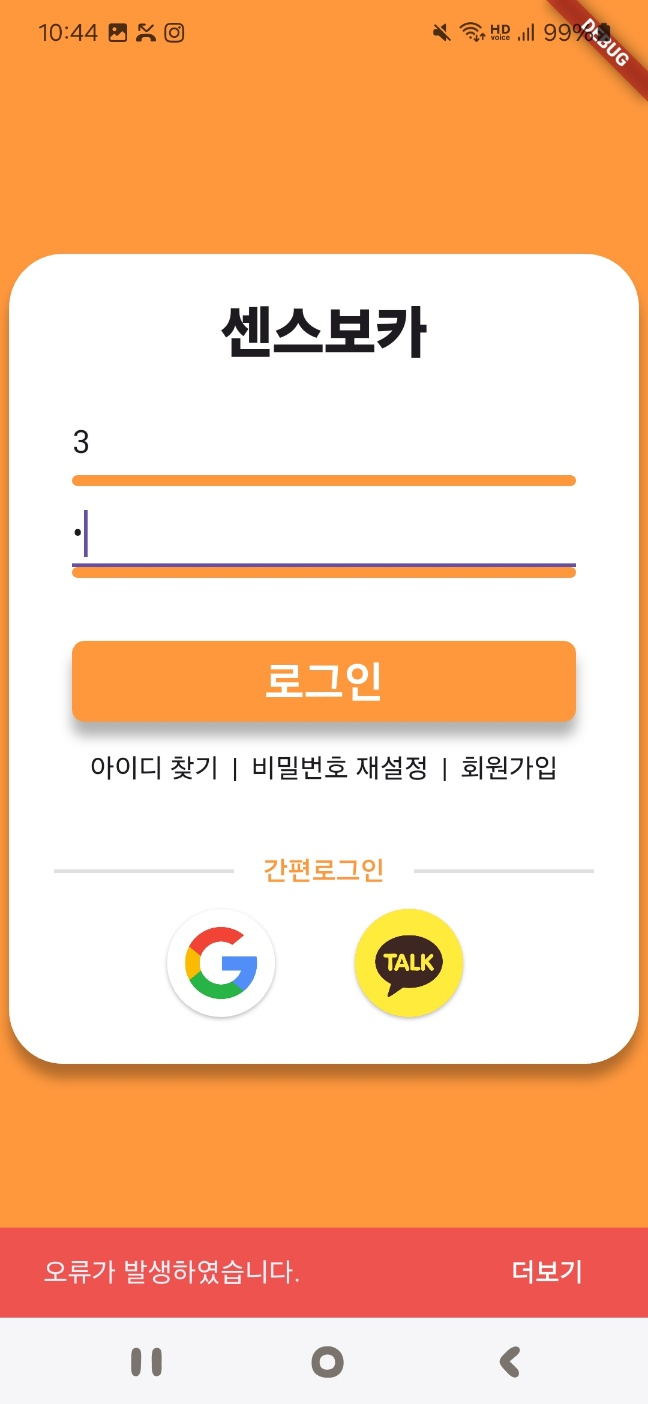 10:44 HD voice 99%
DEBUG
센스보카
3
•
로그인
아이디 찾기 | 비밀번호 재설정 | 회원가입
간편로그인
G TALK
오류가 발생하였습니다. 더보기